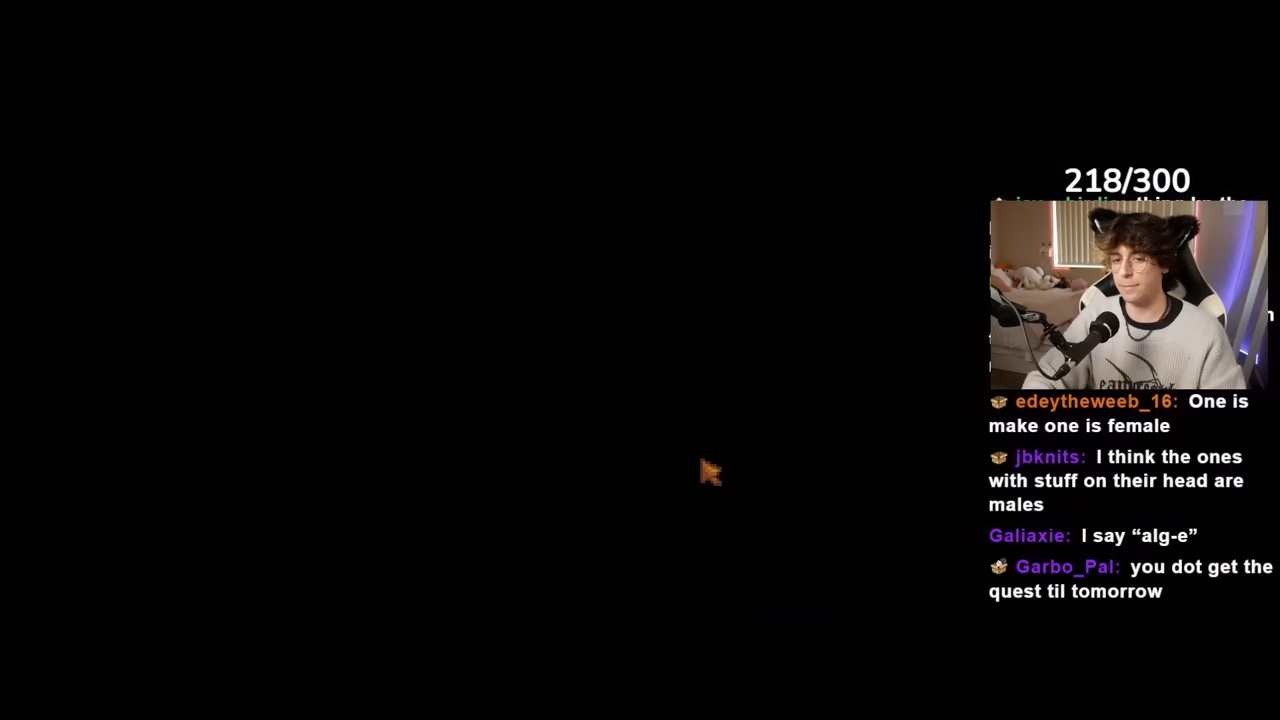 218/300
edeytheweeb_16: One is
make one is female
jbknits: I think the ones
with stuff on their head are
males
Galiaxie: I say “alg-e”
Garbo_Pal: you dot get the
quest til tomorrow